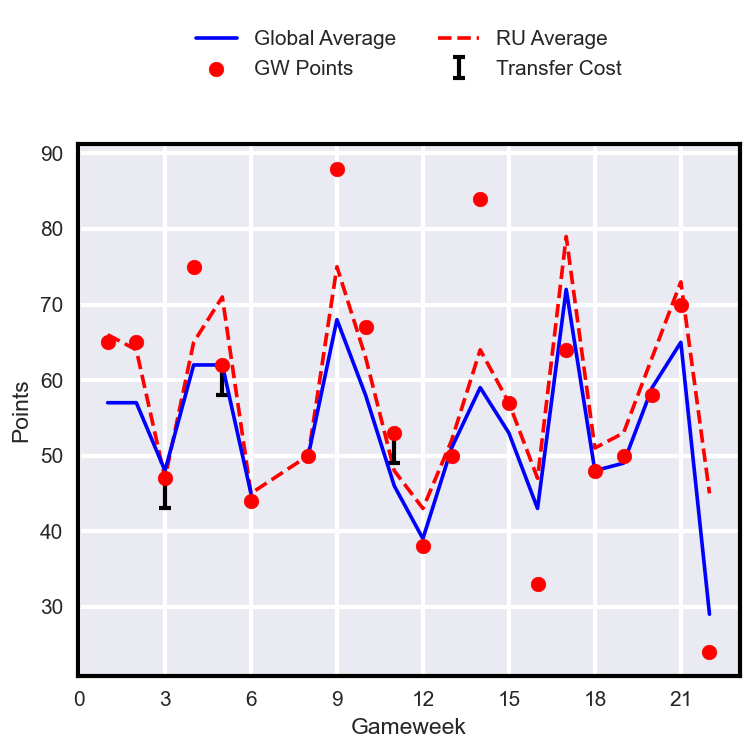 Global Average
RU Average
GW Points
Transfer Cost
90
80
70
60
50
40
30
Points
0 3 6 9 12 15 18 21
Gameweek